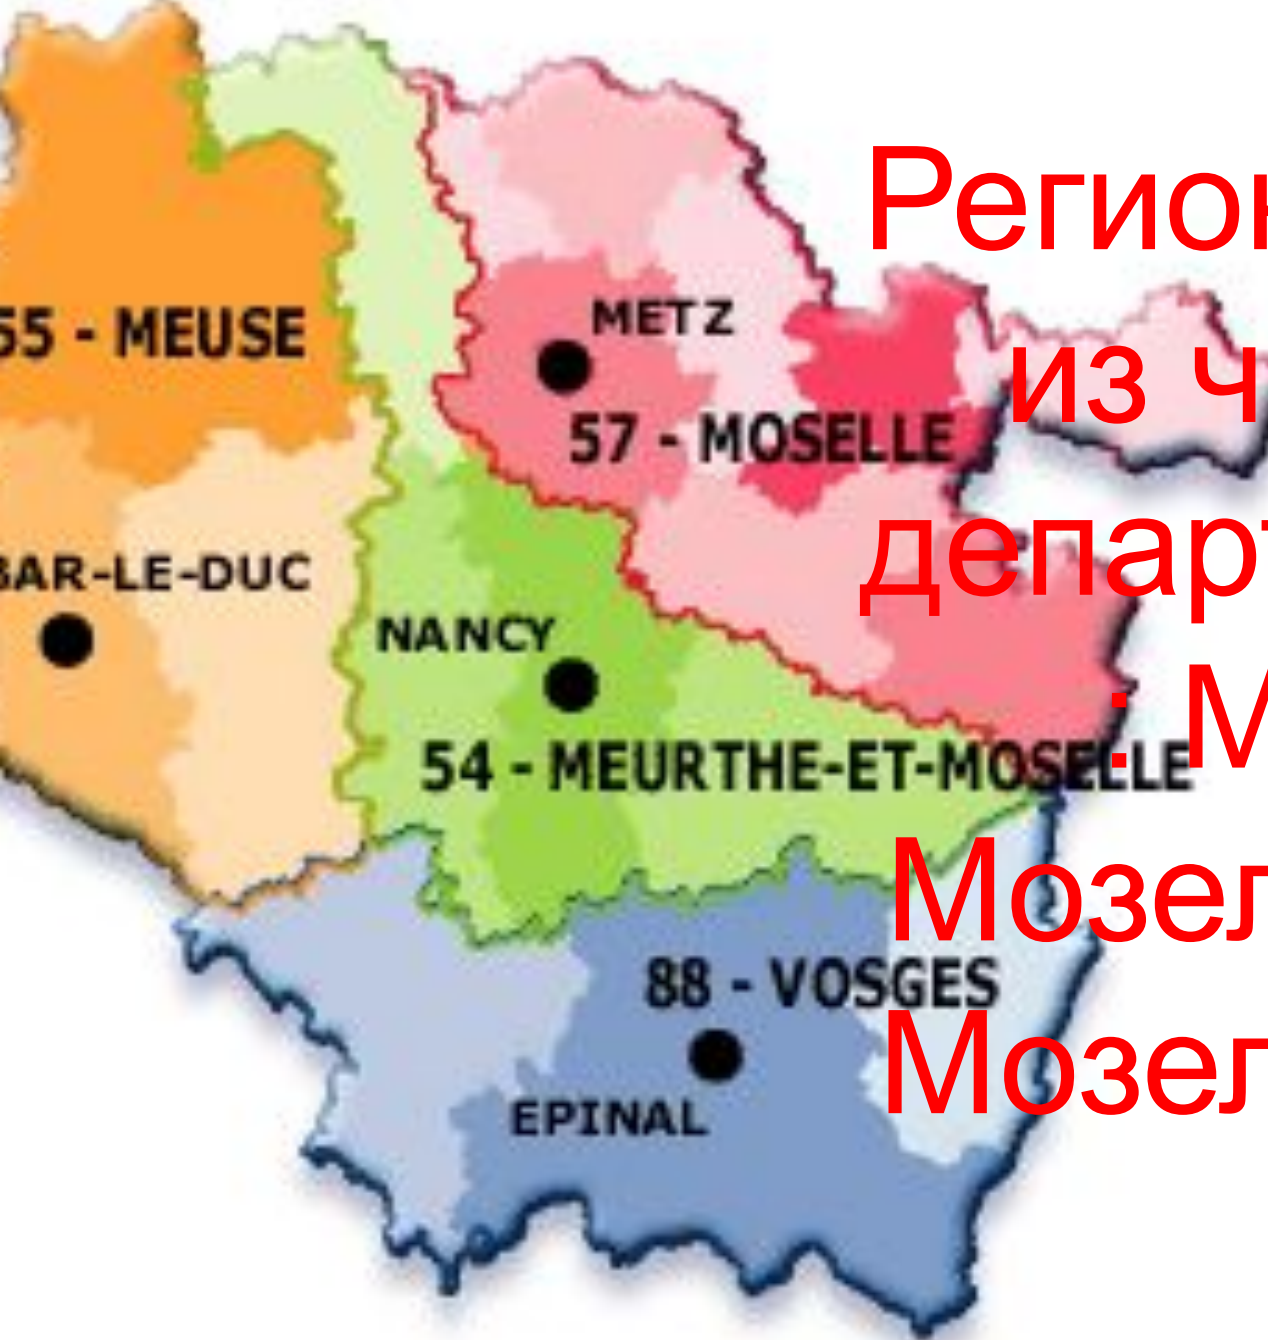 Регион
METZ
55 - MEUSE
из ч
57 - MOSELLE
департ
BAR-LE-DUC
NANCY
: М
54 - MEURTHE-ET-MOSELLE
Мозел
88 - VOSGES
Мозел
EPINAL